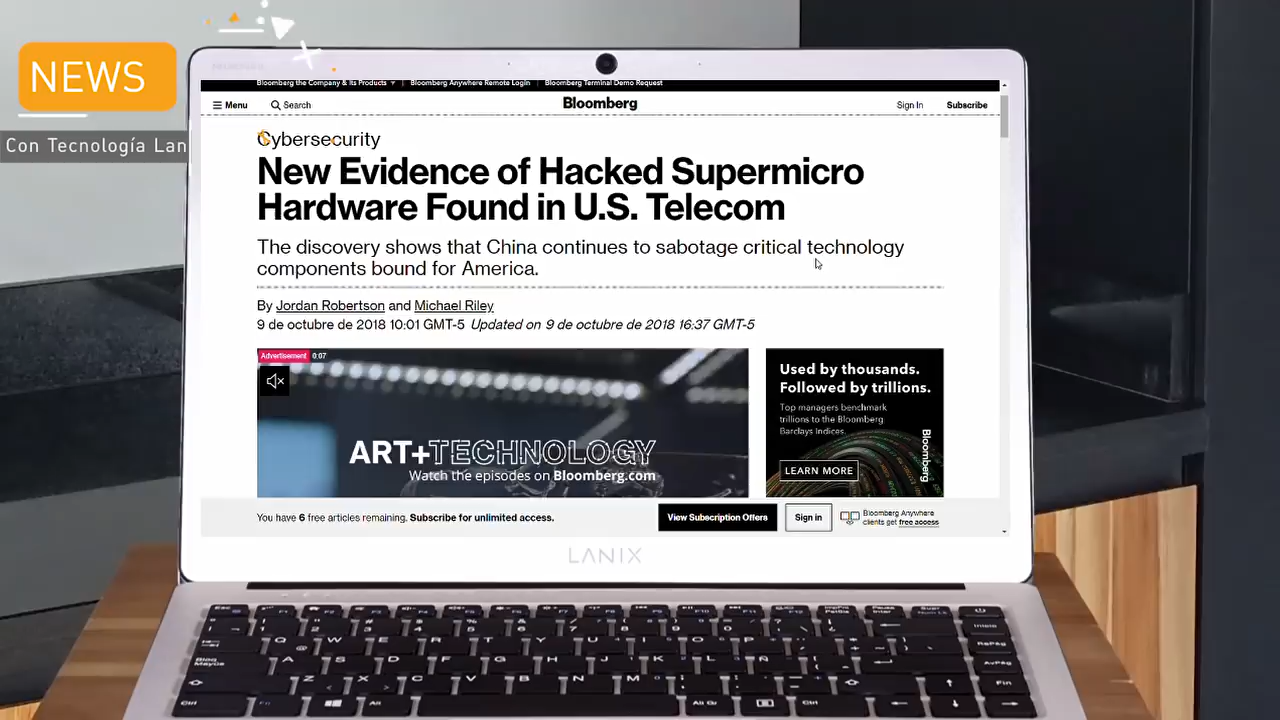 NEWS
Con Tecnología Lan
Bloomberg the Company & Its Products
Bloomberg Anywhere Remote Login
Bloomberg Terminal Demo Request
Menu
Search
Bloomberg
Sign In
Subscribe
Cybersecurity
New Evidence of Hacked Supermicro
Hardware Found in U.S. Telecom
The discovery shows that China continues to sabotage critical technology
components bound for America.
By Jordan Robertson and Michael Riley
9 de octubre de 2018 10:01 GMT-5 Updated on 9 de octubre de 2018 16:37 GMT-5
Advertisement 0:07
ART+TECHNOLOGY
Watch the episodes on Bloomberg.com
Used by thousands.
Followed by trillions.
Top managers benchmark
trillions to the Bloomberg
Barclays Indices.
LEARN MORE
Bloomberg
You have 6 free articles remaining. Subscribe for unlimited access.
View Subscription Offers
Sign in
Bloomberg Anywhere
clients get free access
LANIX
Q W E R T Y U I O P
A S D F G H J K L Ñ
Z X C V B N M